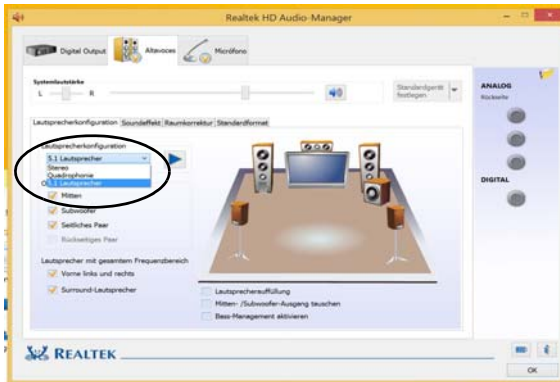 Realtek HD Audio-Manager
Digital Output
Altavoces
Micrófono
Systemlautstärke
L R
Standardgerät festlegen
ANALOG
Rückseite
Lautsprecherkonfiguration Soundeffekt Raumkorrektur Standardformat
Lautsprecherkonfiguration
5.1 Lautsprecher
Stereo
Quadrophonie
5.1 Lautsprecher
Mitten
Subwoofer
Seitliches Paar
Rückseitiges Paar
DIGITAL
Lautsprecher mit gesamtem Frequenzbereich
Vorne links und rechts
Surround-Lautsprecher
Lautsprecherauffüllung
Mitten- /Subwoofer-Ausgang tauschen
Bass-Management aktivieren
REALTEK
OK